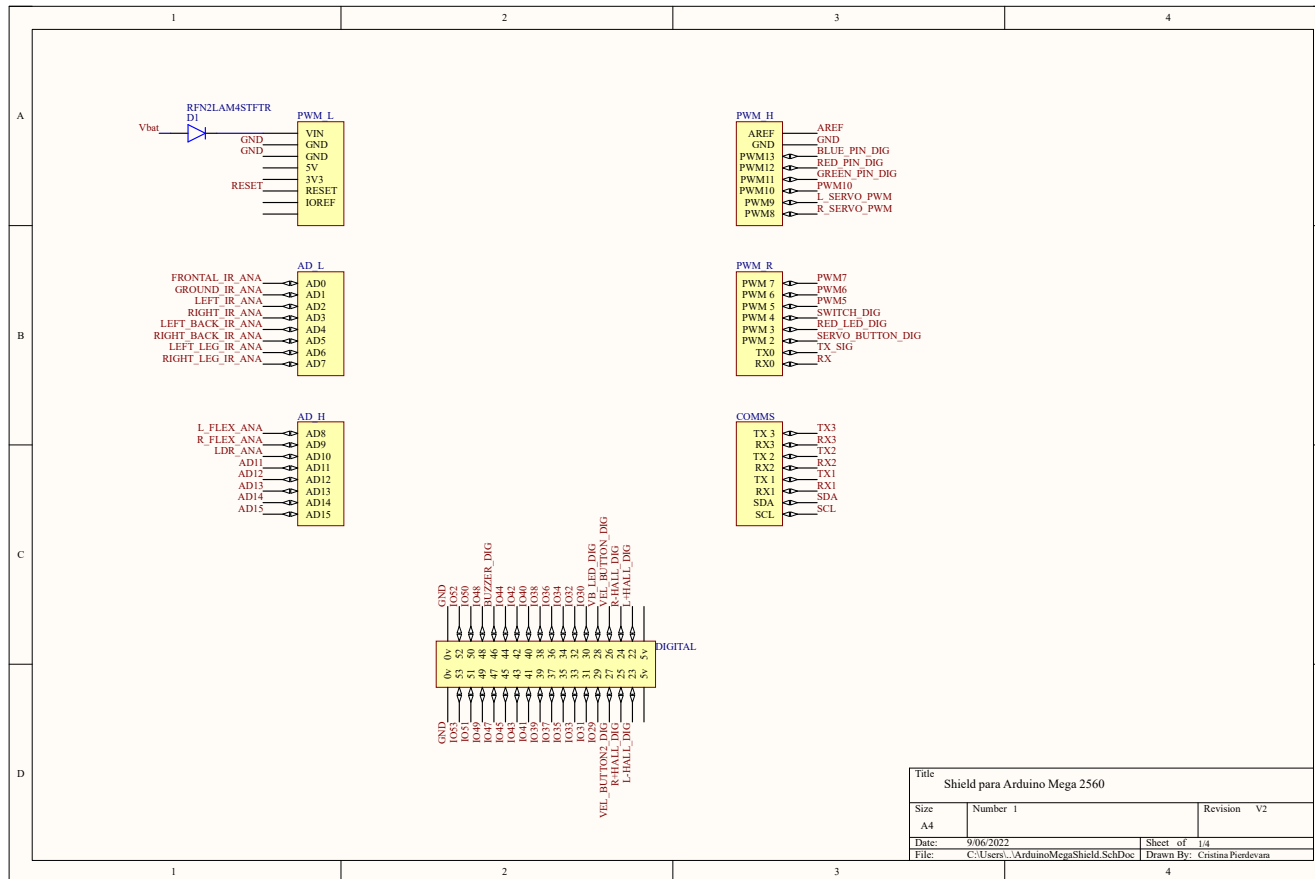 1 2 3 4
A
B
C
D
RFN2LAM4STFTR
D1
Vbat
PWM_L
VIN
GND GND
GND GND
5V
3V3
RESET RESET
IOREF
PWM_H
AREF AREF
GND GND
PWM13 BLUE_PIN_DIG
PWM12 RED_PIN_DIG
PWM11 GREEN_PIN_DIG
PWM10 PWM10
PWM9 L_SERVO_PWM
PWM8 R_SERVO_PWM
AD_L
FRONTAL_IR_ANA AD0
GROUND_IR_ANA AD1
LEFT_IR_ANA AD2
RIGHT_IR_ANA AD3
LEFT_BACK_IR_ANA AD4
RIGHT_BACK_IR_ANA AD5
LEFT_LEG_IR_ANA AD6
RIGHT_LEG_IR_ANA AD7
PWM_R
PWM 7 PWM7
PWM 6 PWM6
PWM 5 PWM5
PWM 4 SWITCH_DIG
PWM 3 RED_LED_DIG
PWM 2 SERVO_BUTTON_DIG
TX0 TX_SIG
RX0 RX
AD_H
L_FLEX_ANA AD8
R_FLEX_ANA AD9
LDR_ANA AD10
AD11 AD11
AD12 AD12
AD13 AD13
AD14 AD14
AD15 AD15
COMMS
TX 3 TX3
RX3 RX3
TX 2 TX2
RX2 RX2
TX 1 TX1
RX1 RX1
SDA SDA
SCL SCL
GND IO52 IO50 IO48 BUZZER_DIG IO44 IO42 IO40 IO38 IO36 IO34 IO32 IO30 VB_LED_DIG VEL_BUTTON_DIG R-HALL_DIG L+HALL_DIG
DIGITAL
0v 52 50 48 46 44 42 40 38 36 34 32 30 28 26 24 22 5v
0v 53 51 49 47 45 43 41 39 37 35 33 31 29 27 25 23 5v
GND IO53 IO51 IO49 IO47 IO45 IO43 IO41 IO39 IO37 IO35 IO33 IO31 IO29 VEL_BUTTON2_DIG R+HALL_DIG L-HALL_DIG
Title
Shield para Arduino Mega 2560
Size Number 1 Revision V2
A4
Date: 9/06/2022 Sheet of 1/4
File: C:\Users\..\ArduinoMegaShield.SchDoc Drawn By: Cristina Pierdevara
A
B
C
D
1 2 3 4